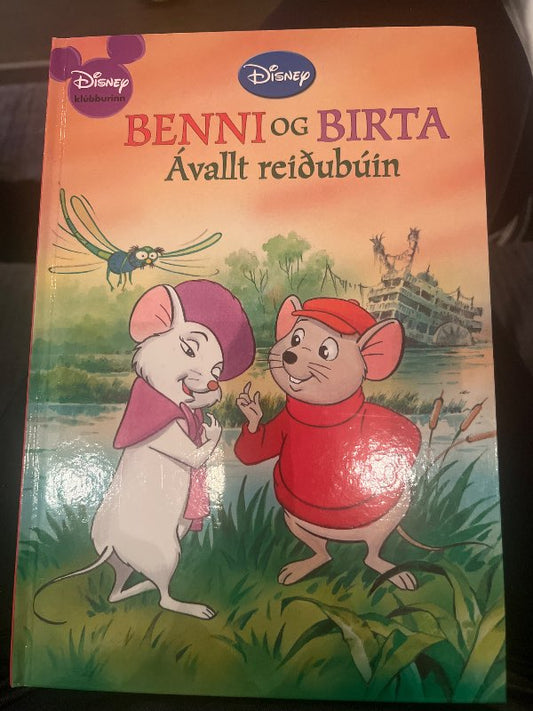 Disney
klúbburinn
Disney
BENNI OG BIRTA
Ávallt reiðubúin